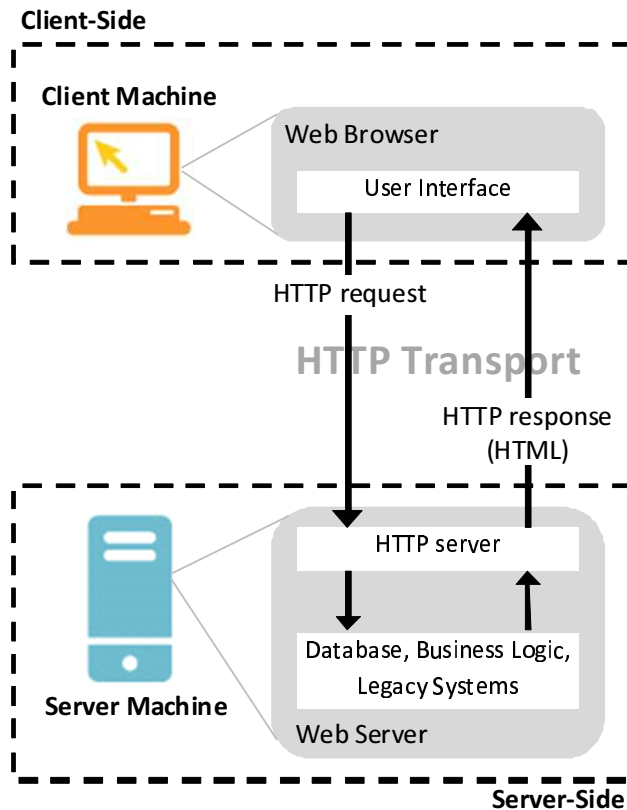 Client-Side
Client Machine
Web Browser
User Interface
HTTP request
HTTP Transport
HTTP response
(HTML)
HTTP server
Database, Business Logic,
Legacy Systems
Server Machine
Web Server
Server-Side